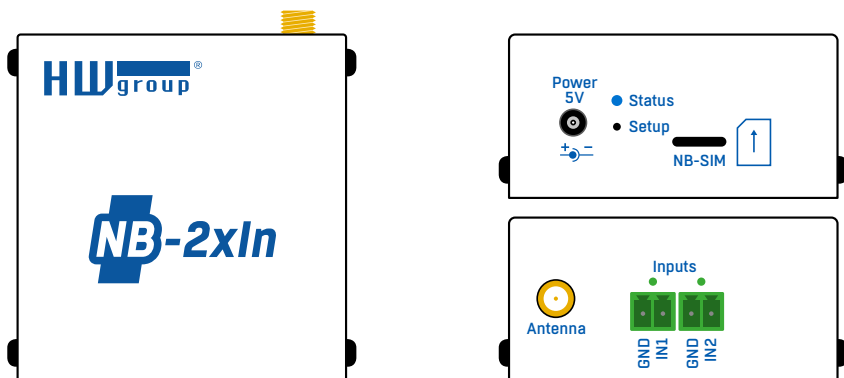 HW group ®
NB-2xIn
Power
5V
Status
Setup
+ −
NB-SIM
Inputs
Antenna
GND
IN1
GND
IN2